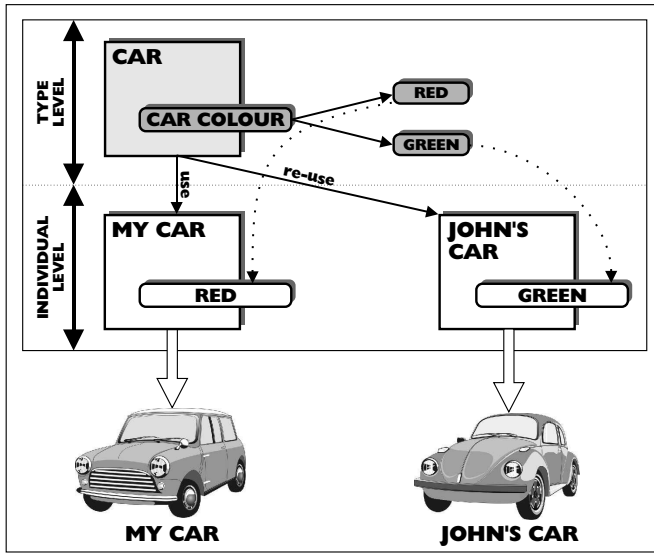 TYPE
LEVEL
CAR
CAR COLOUR
RED
GREEN
use
re-use
INDIVIDUAL
LEVEL
MY CAR
JOHN'S
CAR
RED
GREEN
MY CAR
JOHN'S CAR